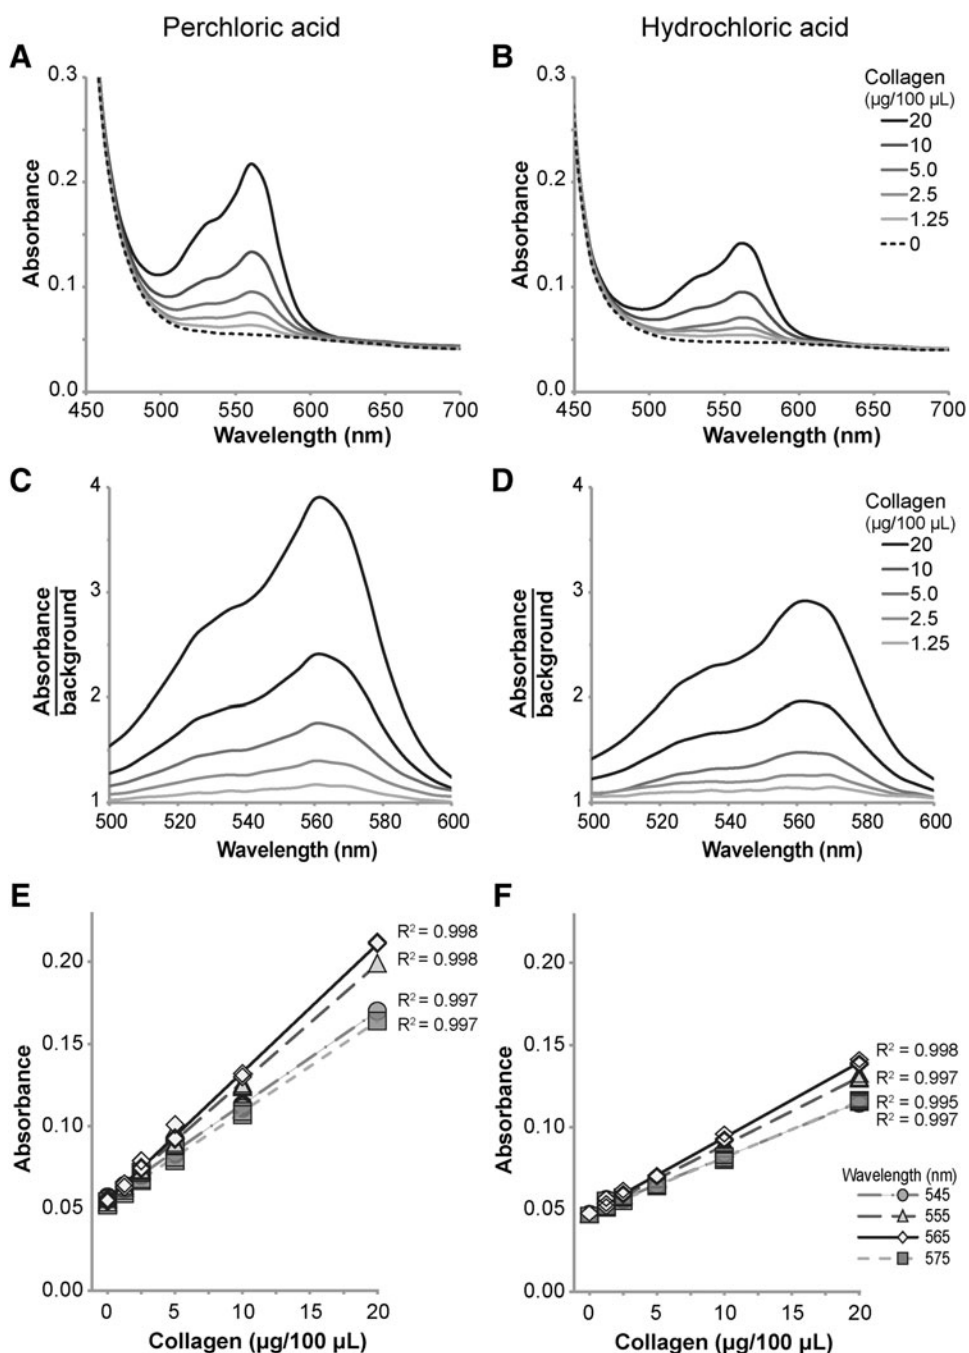 Perchloric acid
Hydrochloric acid
A
0.3
0.2
0.1
0.0
Absorbance
450 500 550 600 650 700
Wavelength (nm)
B
0.3
0.2
0.1
0.0
Absorbance
450 500 550 600 650 700
Wavelength (nm)
Collagen
(µg/100 µL)
20
10
5.0
2.5
1.25
0
C
4
3
2
1
Absorbance
background
500 520 540 560 580 600
Wavelength (nm)
D
4
3
2
1
Absorbance
background
500 520 540 560 580 600
Wavelength (nm)
Collagen
(µg/100 µL)
20
10
5.0
2.5
1.25
E
0.20
0.15
0.10
0.05
0.00
Absorbance
R² = 0.998
R² = 0.998
R² = 0.997
R² = 0.997
0 5 10 20
Collagen (µg/100 µL)
F
0.20
0.15
0.10
0.05
0.00
Absorbance
R² = 0.998
R² = 0.997
R² = 0.995
R² = 0.997
Wavelength (nm)
545
555
565
575
0 5 10 20
Collagen (µg/100 µL)